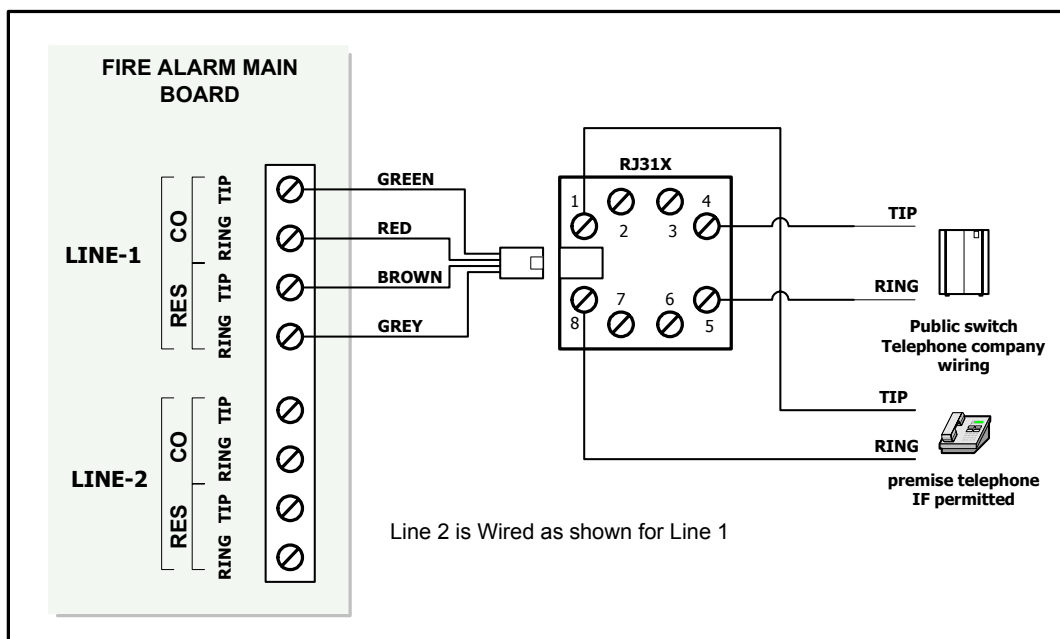 FIRE ALARM MAIN
BOARD
LINE-1
CO
TIP
RING
RES
TIP
RING
GREEN
RED
BROWN
GREY
LINE-2
CO
TIP
RING
RES
TIP
RING
RJ31X
1
2
3
4
8
7
6
5
TIP
RING
Public switch
Telephone company
wiring
TIP
RING
premise telephone
IF permitted
Line 2 is Wired as shown for Line 1